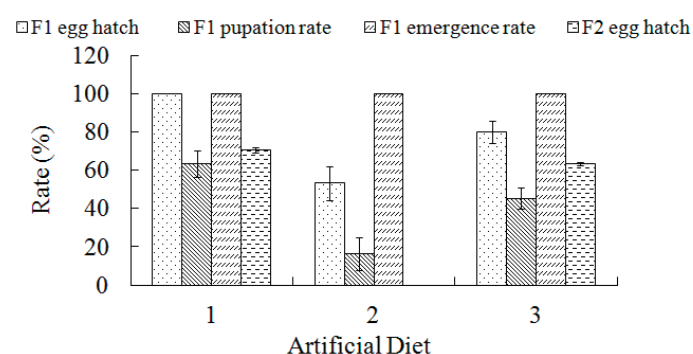 F1 egg hatch F1 pupation rate F1 emergence rate F2 egg hatch
120
100
80
60
40
20
0
Rate (%)
1 2 3
Artificial Diet